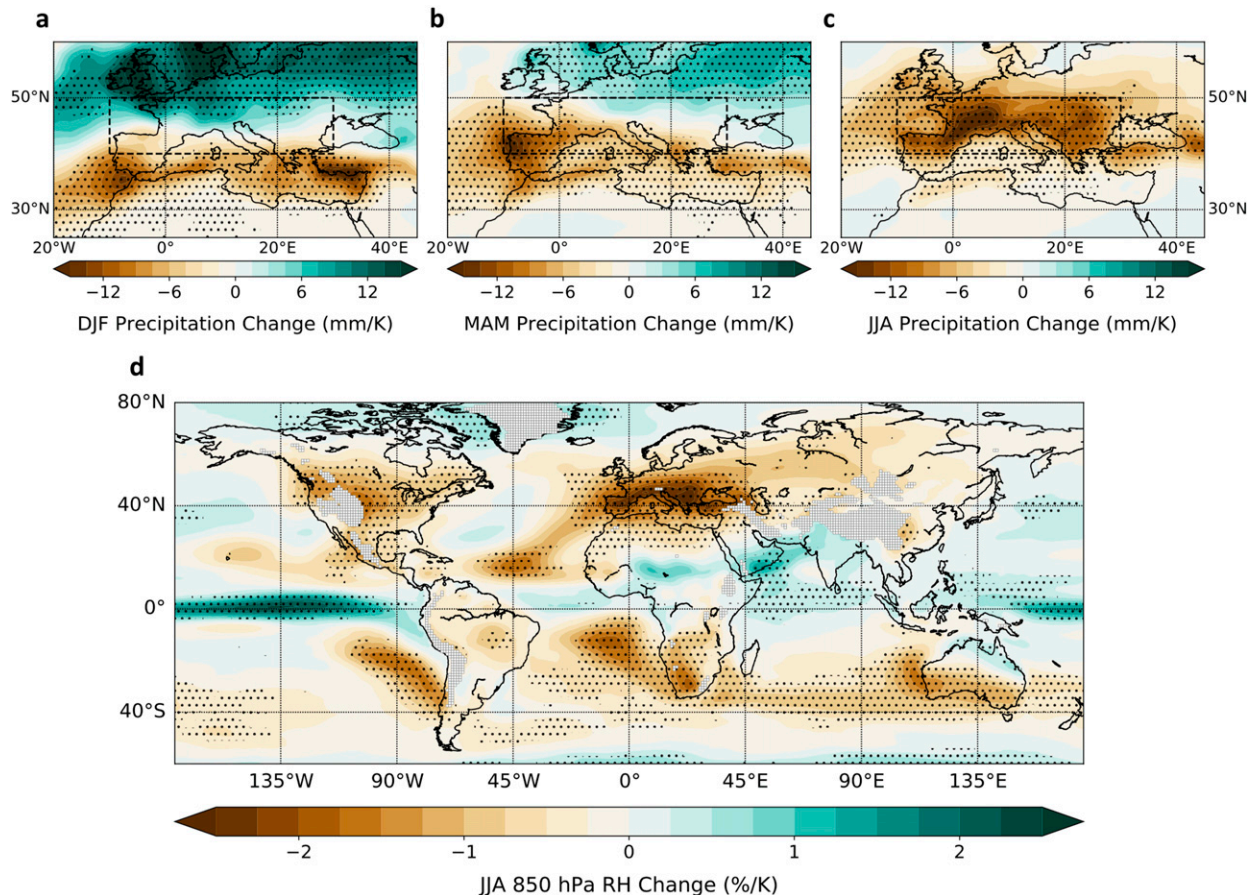 a
b
c
50°N
30°N
20°W
0°
20°E
40°E
20°W
0°
20°E
40°E
50°N
30°N
20°W
0°
20°E
40°E
−12
−6
0
6
12
−12
−6
0
6
12
−12
−6
0
6
12
DJF Precipitation Change (mm/K)
MAM Precipitation Change (mm/K)
JJA Precipitation Change (mm/K)
d
80°N
40°N
0°
40°S
135°W
90°W
45°W
0°
45°E
90°E
135°E
−2
−1
0
1
2
JJA 850 hPa RH Change (%/K)